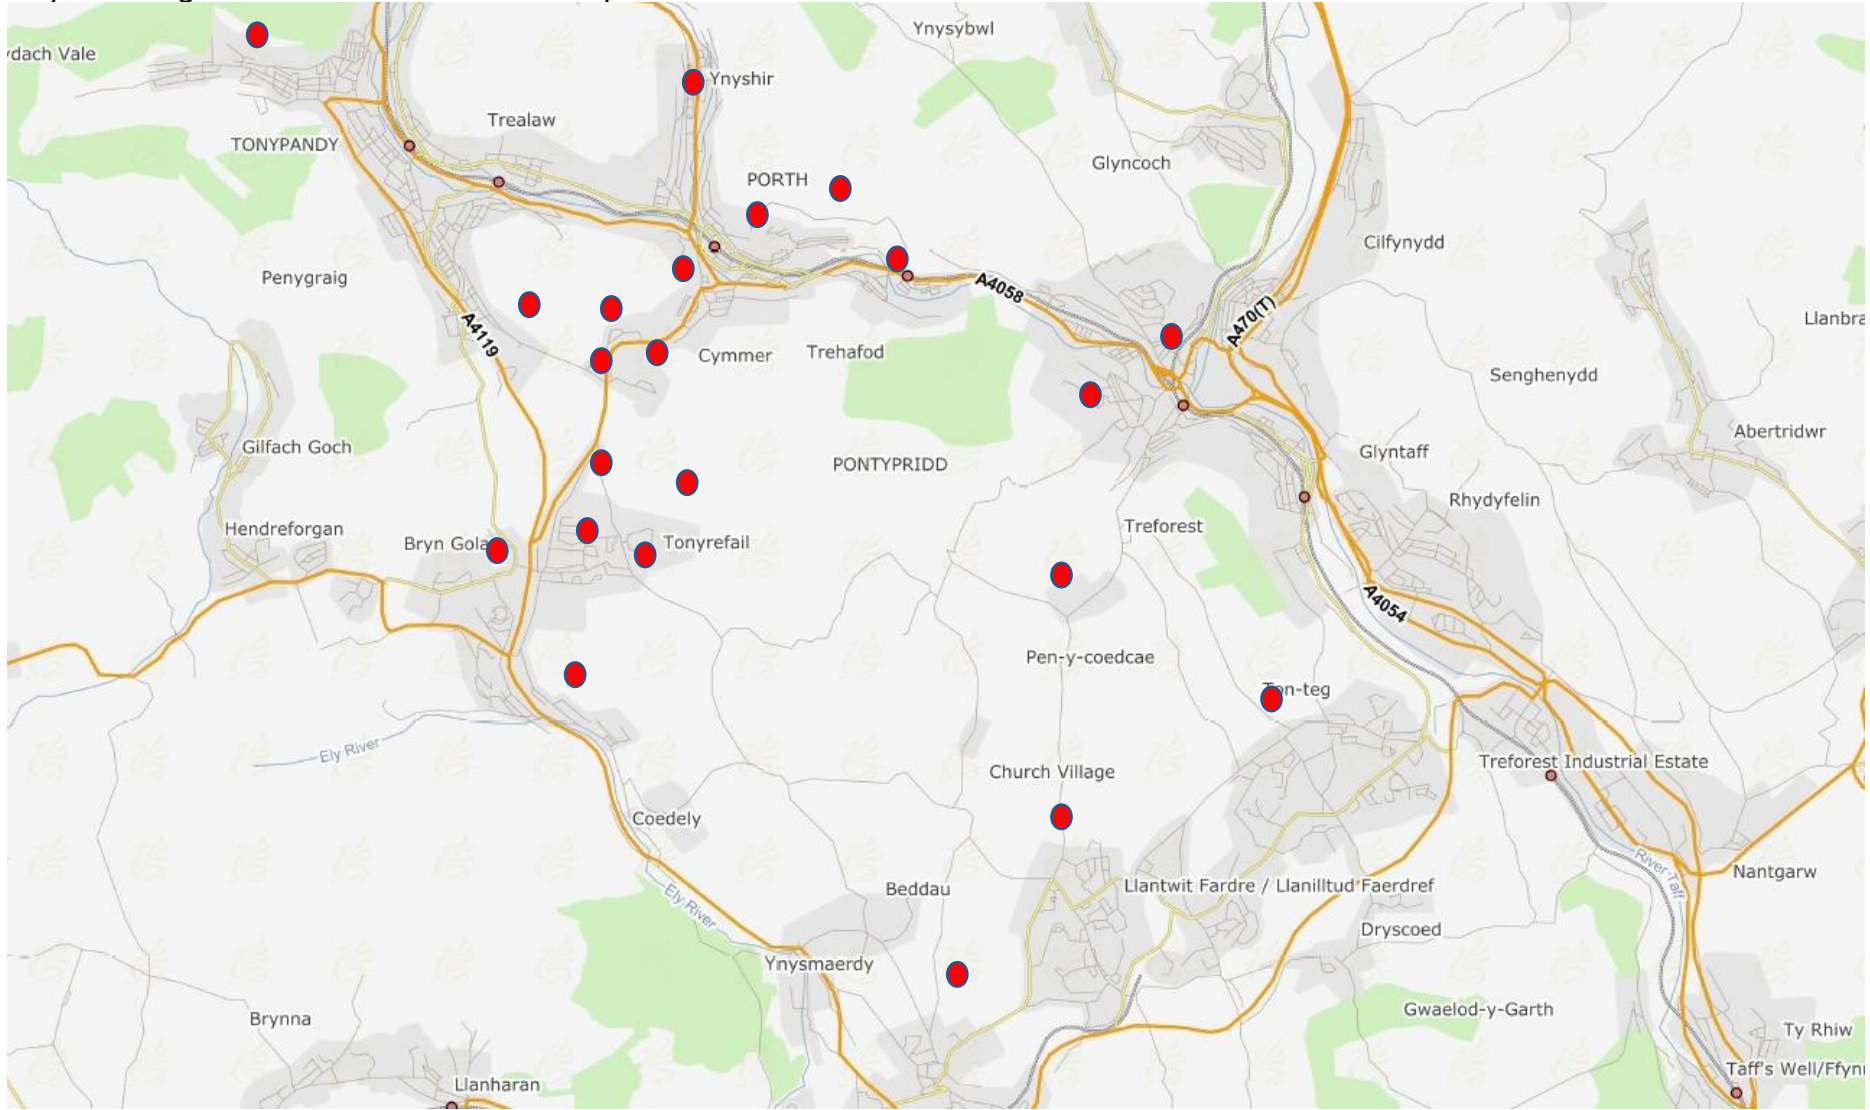 Ynysybwl
ydach Vale
Ynyshir
Trealaw
TONYPANDY
Glyncoch
PORTH
Cilfynydd
Penygraig
A4058
A470(T)
Llanbra
A4119
Cymmer
Trehafod
Senghenydd
Abertridwr
Gilfach Goch
Glyntaff
PONTYPRIDD
Rhydyfelin
Treforest
Hendreforgan
Bryn Gola
Tonyrefail
A4054
Pen-y-coedcae
Ton-teg
Ely River
Treforest Industrial Estate
Church Village
Coedely
River Taff
Nantgarw
Beddau
Llantwit Fardre / Llanilltud Faerdref
Ely River
Dryscoed
Ynysmaerdy
Gwaelod-y-Garth
Brynna
Ty Rhiw
Taff's Well/Ffyn
Llanharan